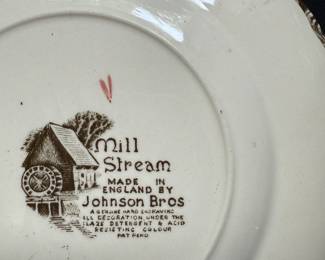 Mill
Stream
MADE IN
ENGLAND BY
Johnson Bros
A GENUINE HAND ENGRAVING
ALL DECORATION UNDER THE
GLAZE DETERGENT & ACID
RESISTING COLOUR
PAT PEND